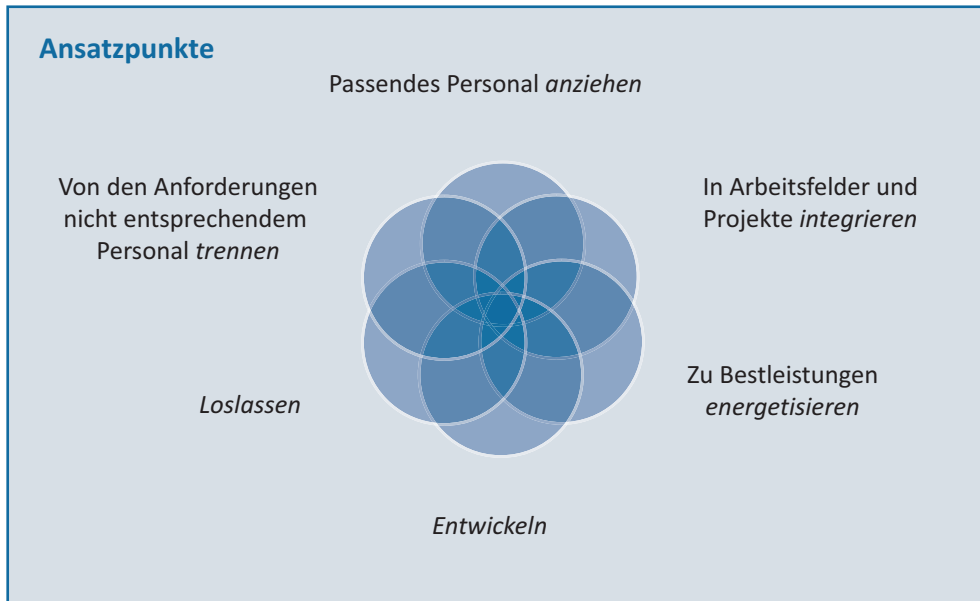 Ansatzpunkte
Passendes Personal anziehen
In Arbeitsfelder und
Projekte integrieren
Zu Bestleistungen
energetisieren
Entwickeln
Loslassen
Von den Anforderungen
nicht entsprechendem
Personal trennen